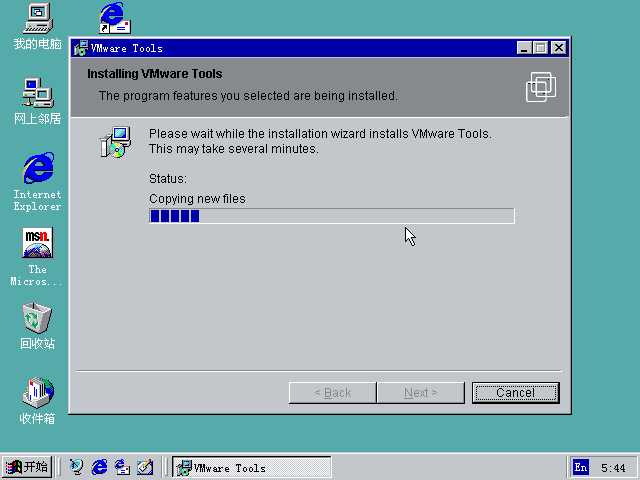 我的电脑
网上邻居
Internet
Explorer
msn
The
Micros...
回收站
收件箱
VMware Tools
Installing VMware Tools
The program features you selected are being installed.
Please wait while the installation wizard installs VMware Tools.
This may take several minutes.
Status:
Copying new files
< Back
Next >
Cancel
开始
VMware Tools
En
5:44